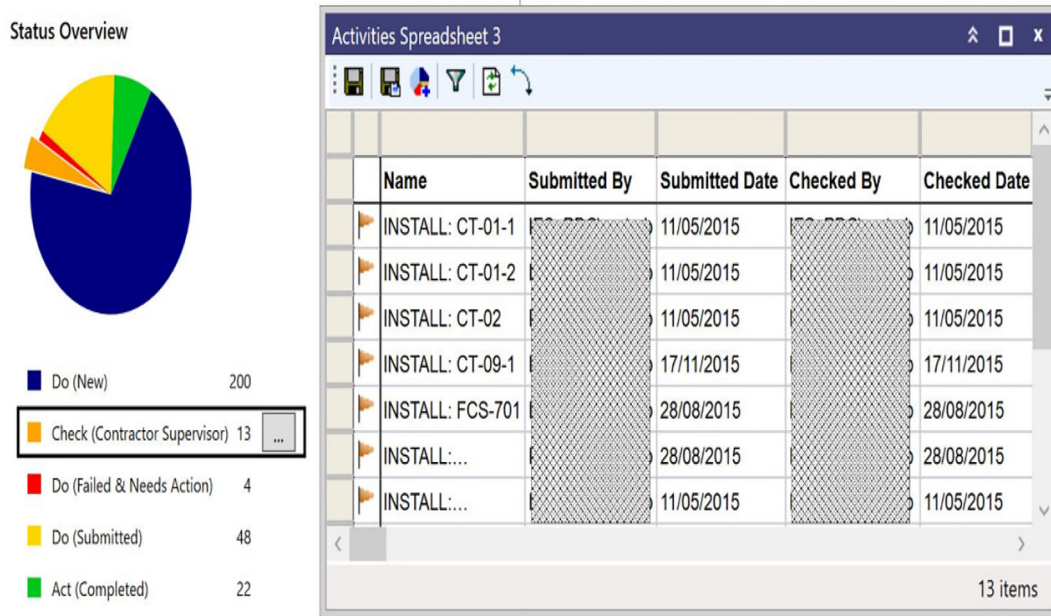 Status Overview
Do (New) 200
Check (Contractor Supervisor) 13 ...
Do (Failed & Needs Action) 4
Do (Submitted) 48
Act (Completed) 22
Activities Spreadsheet 3
Name Submitted By Submitted Date Checked By Checked Date
INSTALL: CT-01-1 11/05/2015 11/05/2015
INSTALL: CT-01-2 11/05/2015 11/05/2015
INSTALL: CT-02 11/05/2015 11/05/2015
INSTALL: CT-09-1 17/11/2015 17/11/2015
INSTALL: FCS-701 28/08/2015 28/08/2015
INSTALL:... 28/08/2015 28/08/2015
INSTALL:... 11/05/2015 11/05/2015
13 items